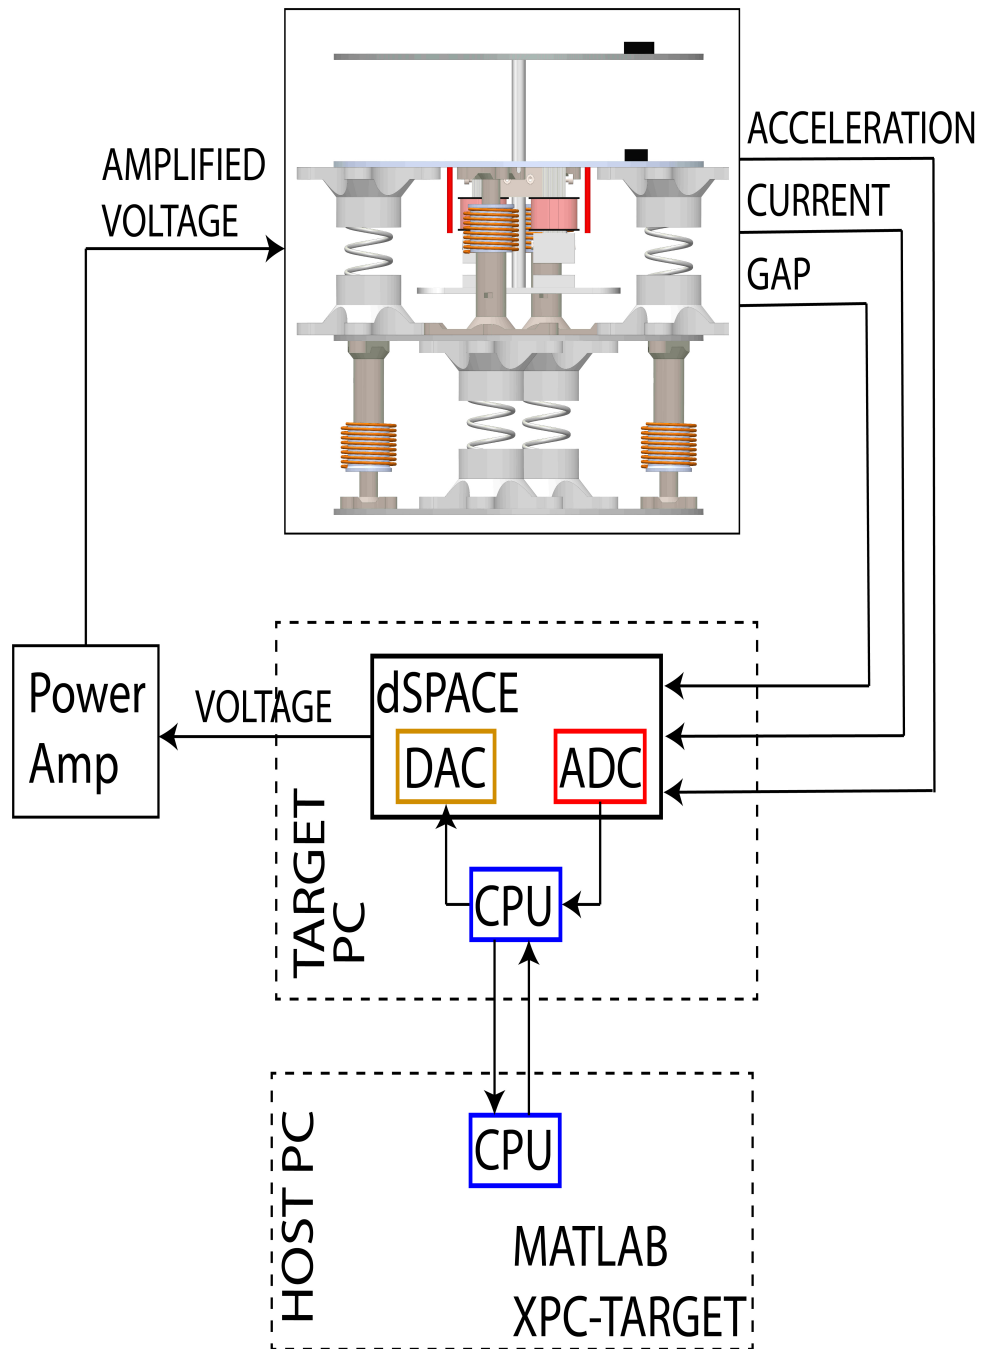 ACCELERATION
AMPLIFIED
VOLTAGE
CURRENT
GAP
Power
Amp
VOLTAGE
dSPACE
DAC
ADC
TARGET
PC
CPU
HOST PC
CPU
MATLAB
XPC-TARGET